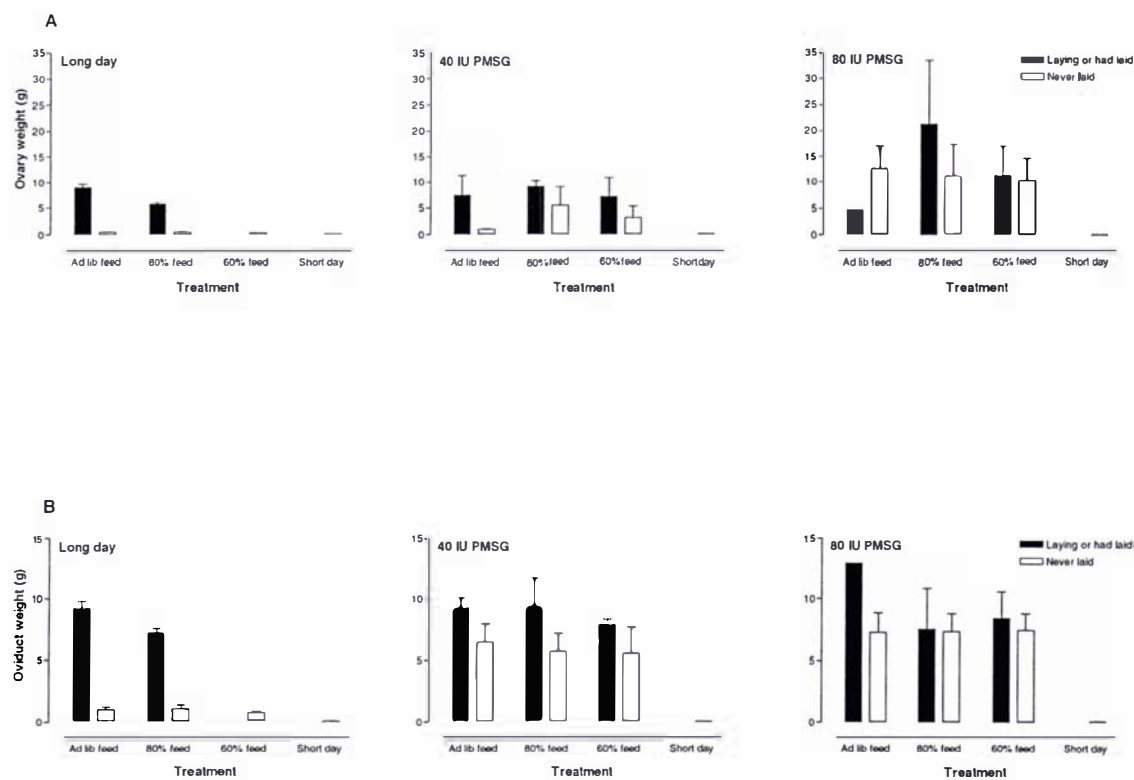 A
Long day
40 IU PMSG
80 IU PMSG
Laying or had laid
Never laid
Ovary weight (g)
35
30
25
20
15
10
5
0
35
30
25
20
15
10
5
0
35
30
25
20
15
10
5
0
Ad lib feed 80% feed 60% feed Short day
Ad lib feed 80% feed 60% feed Short day
Ad lib feed 80% feed 60% feed Short day
Treatment
Treatment
Treatment
B
Long day
40 IU PMSG
80 IU PMSG
Laying or had laid
Never laid
Oviduct weight (g)
15
10
5
0
15
10
5
0
15
10
5
0
Ad lib feed 80% feed 60% feed Short day
Ad lib feed 80% feed 60% feed Short day
Ad lib feed 80% feed 60% feed Short day
Treatment
Treatment
Treatment